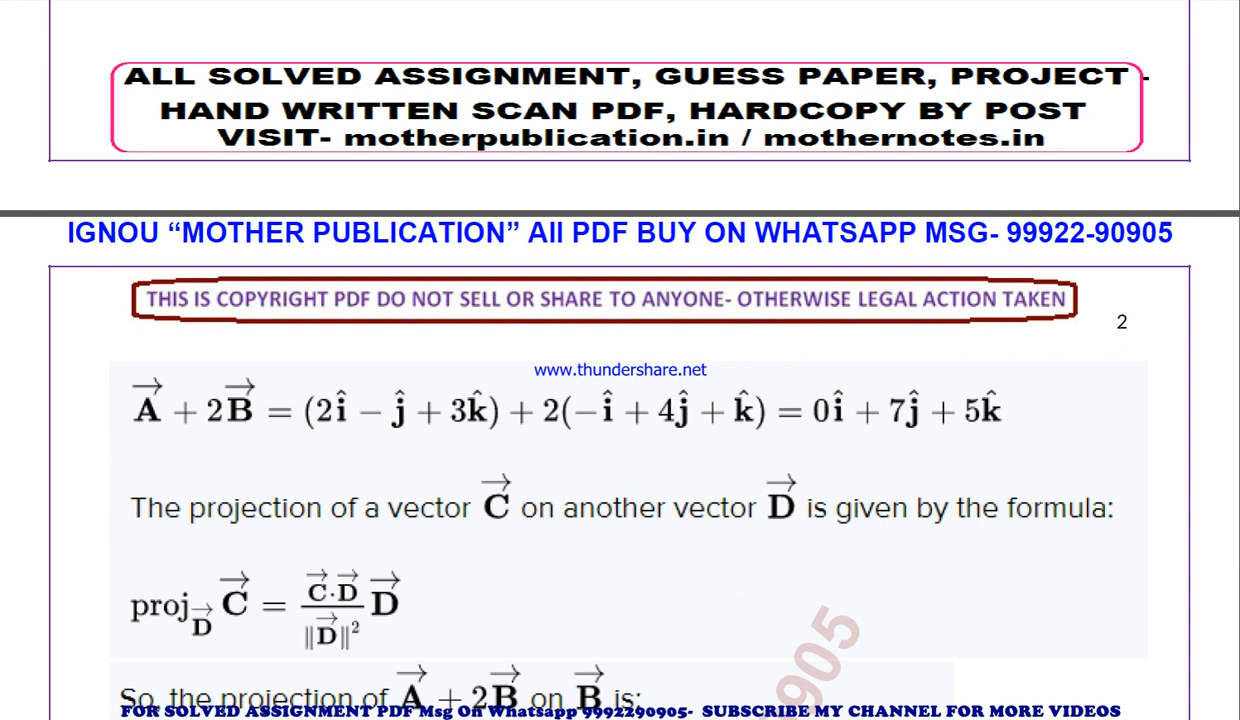 ALL SOLVED ASSIGNMENT, GUESS PAPER, PROJECT -
HAND WRITTEN SCAN PDF, HARDCOPY BY POST
VISIT- motherpublication.in / mothernotes.in
IGNOU “MOTHER PUBLICATION” All PDF BUY ON WHATSAPP MSG- 99922-90905
THIS IS COPYRIGHT PDF DO NOT SELL OR SHARE TO ANYONE- OTHERWISE LEGAL ACTION TAKEN
2
www.thundershare.net
A⃗ + 2B⃗ = (2î − ĵ + 3k̂) + 2(−î + 4ĵ + k̂) = 0î + 7ĵ + 5k̂
The projection of a vector C⃗ on another vector D⃗ is given by the formula:
proj_D⃗ C⃗ = (C⃗·D⃗)/‖D⃗‖² D⃗
905
So, the projection of A⃗ + 2B⃗ on B⃗ is:
FOR SOLVED ASSIGNMENT PDF Msg On Whatsapp 9992290905- SUBSCRIBE MY CHANNEL FOR MORE VIDEOS